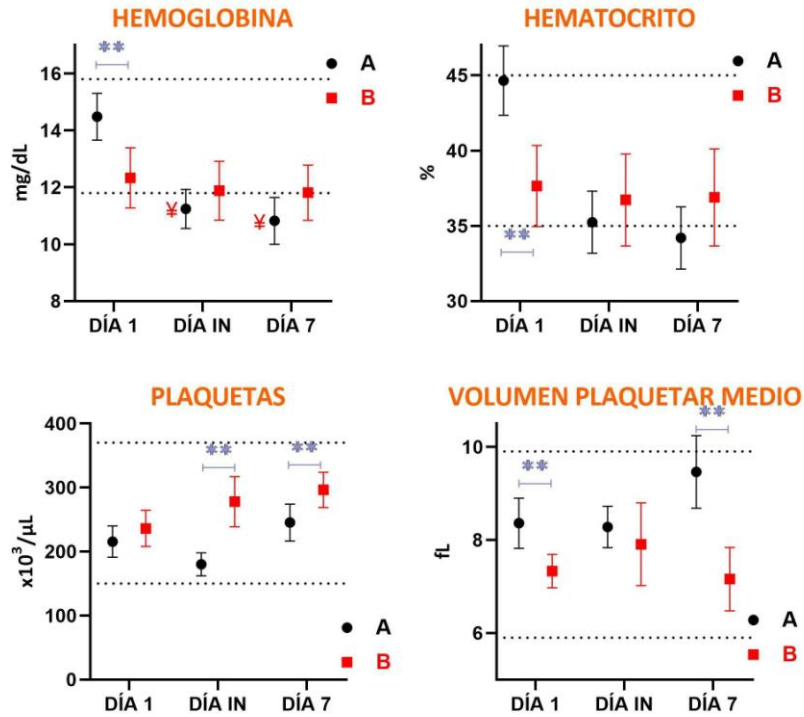 HEMOGLOBINA
**
A
B
16
14
12
10
8
mg/dL
¥
¥
DÍA 1 DÍA IN DÍA 7
HEMATOCRITO
A
B
45
40
35
30
%
**
DÍA 1 DÍA IN DÍA 7
PLAQUETAS
400
300
200
100
0
x10³/µL
**
**
A
B
DÍA 1 DÍA IN DÍA 7
VOLUMEN PLAQUETAR MEDIO
**
**
10
8
6
fL
A
B
DÍA 1 DÍA IN DÍA 7